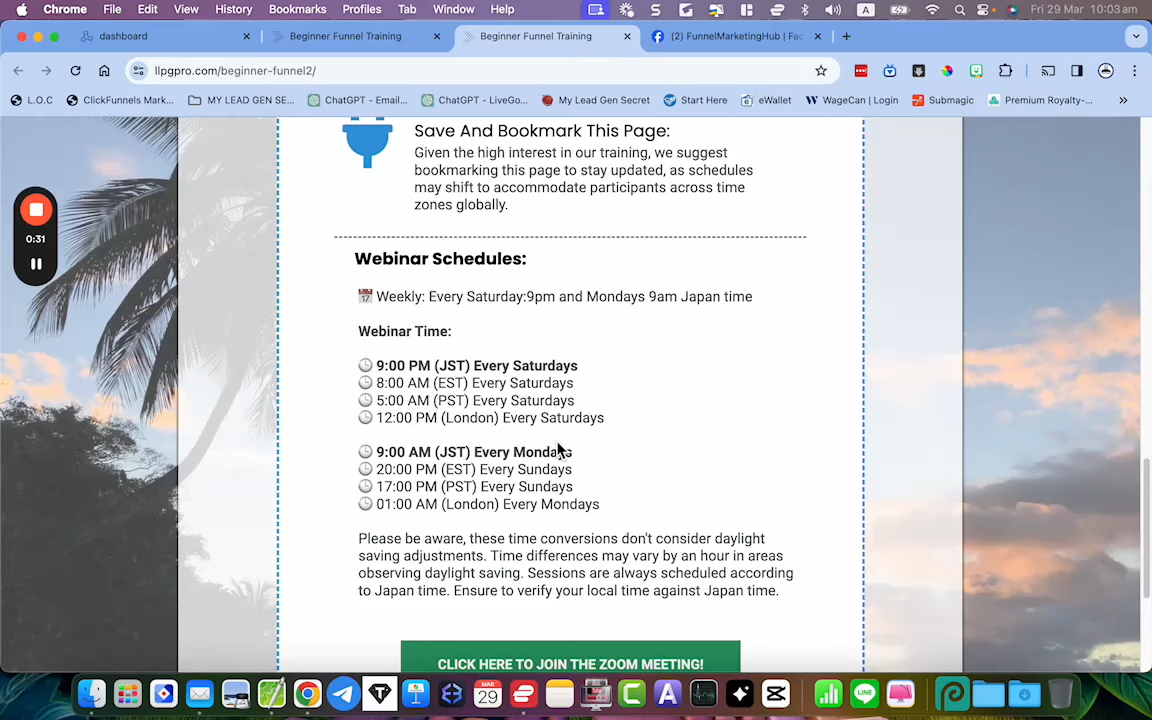 Chrome File Edit View History Bookmarks Profiles Tab Window Help A Fri 29 Mar 10:03 am
dashboard Beginner Funnel Training Beginner Funnel Training (2) FunnelMarketingHub | Fac
llpgpro.com/beginner-funnel2/
L.O.C ClickFunnels Mark... MY LEAD GEN SE... ChatGPT - Email... ChatGPT - LiveGo... My Lead Gen Secret Start Here eWallet WageCan | Login Submagic Premium Royalty-...
Save And Bookmark This Page:
Given the high interest in our training, we suggest
bookmarking this page to stay updated, as schedules
may shift to accommodate participants across time
zones globally.
0:31
Webinar Schedules:
Weekly: Every Saturday:9pm and Mondays 9am Japan time
Webinar Time:
9:00 PM (JST) Every Saturdays
8:00 AM (EST) Every Saturdays
5:00 AM (PST) Every Saturdays
12:00 PM (London) Every Saturdays
9:00 AM (JST) Every Mondays
20:00 PM (EST) Every Sundays
17:00 PM (PST) Every Sundays
01:00 AM (London) Every Mondays
Please be aware, these time conversions don't consider daylight
saving adjustments. Time differences may vary by an hour in areas
observing daylight saving. Sessions are always scheduled according
to Japan time. Ensure to verify your local time against Japan time.
CLICK HERE TO JOIN THE ZOOM MEETING!
MAR
29
LINE